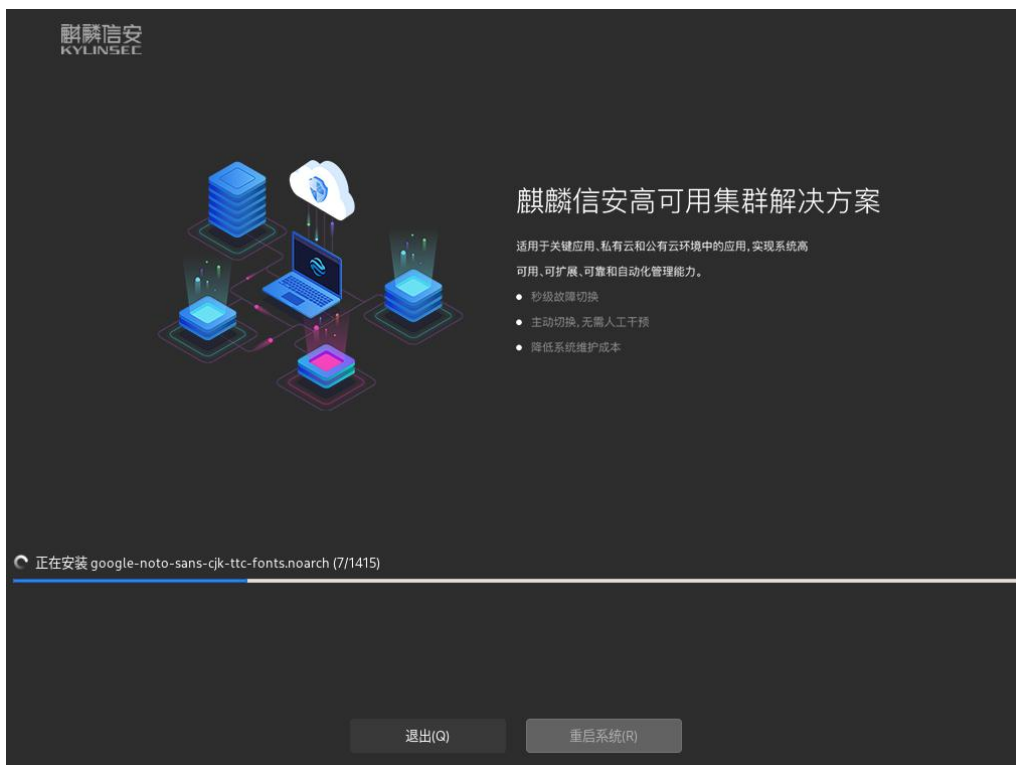 麒麟信安
KYLINSEC
麒麟信安高可用集群解决方案
适用于关键应用、私有云和公有云环境中的应用,实现系统高
可用、可扩展、可靠和自动化管理能力。
● 秒级故障切换
● 主动切换,无需人工干预
● 降低系统维护成本
正在安装 google-noto-sans-cjk-ttc-fonts.noarch (7/1415)
退出(Q) 重启系统(R)